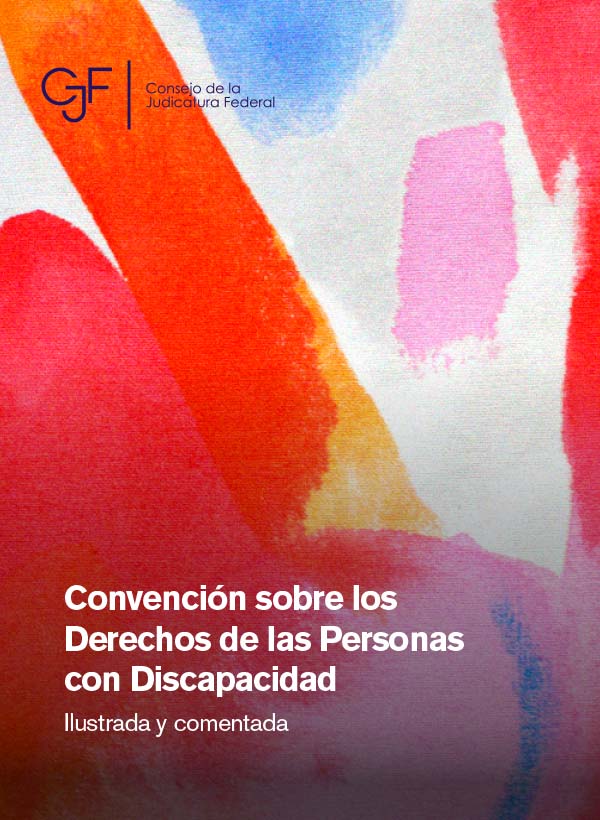 CJF
Consejo de la
Judicatura Federal
Convención sobre los
Derechos de las Personas
con Discapacidad
Ilustrada y comentada